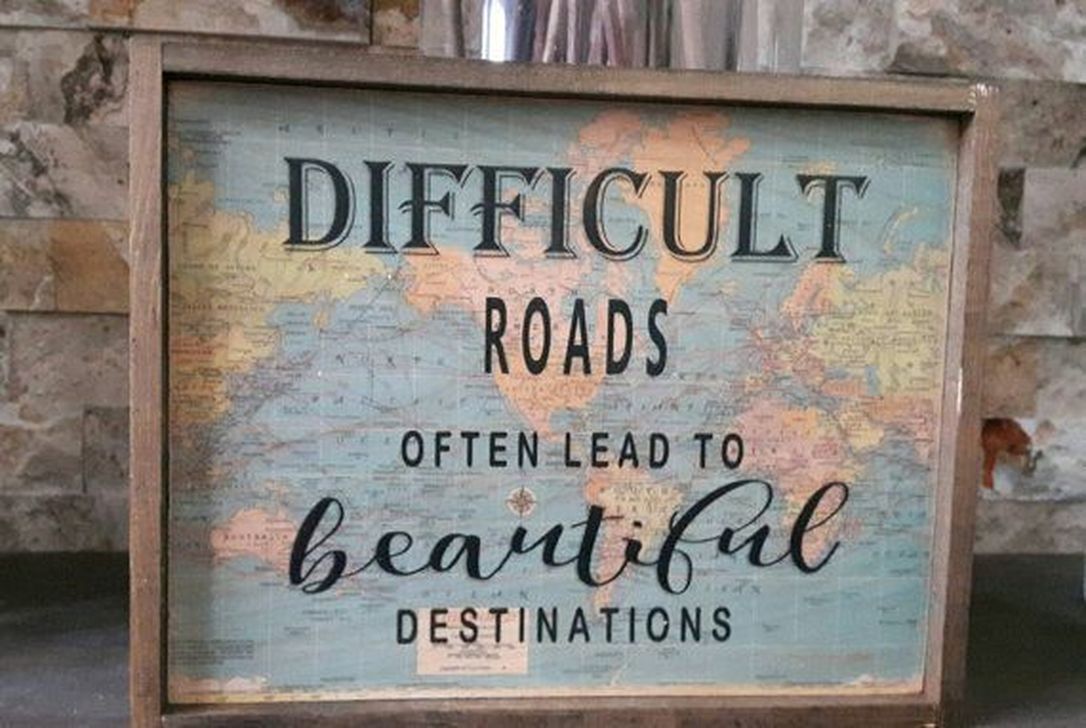 DIFFICULT
ROADS
OFTEN LEAD TO
beautiful
DESTINATIONS